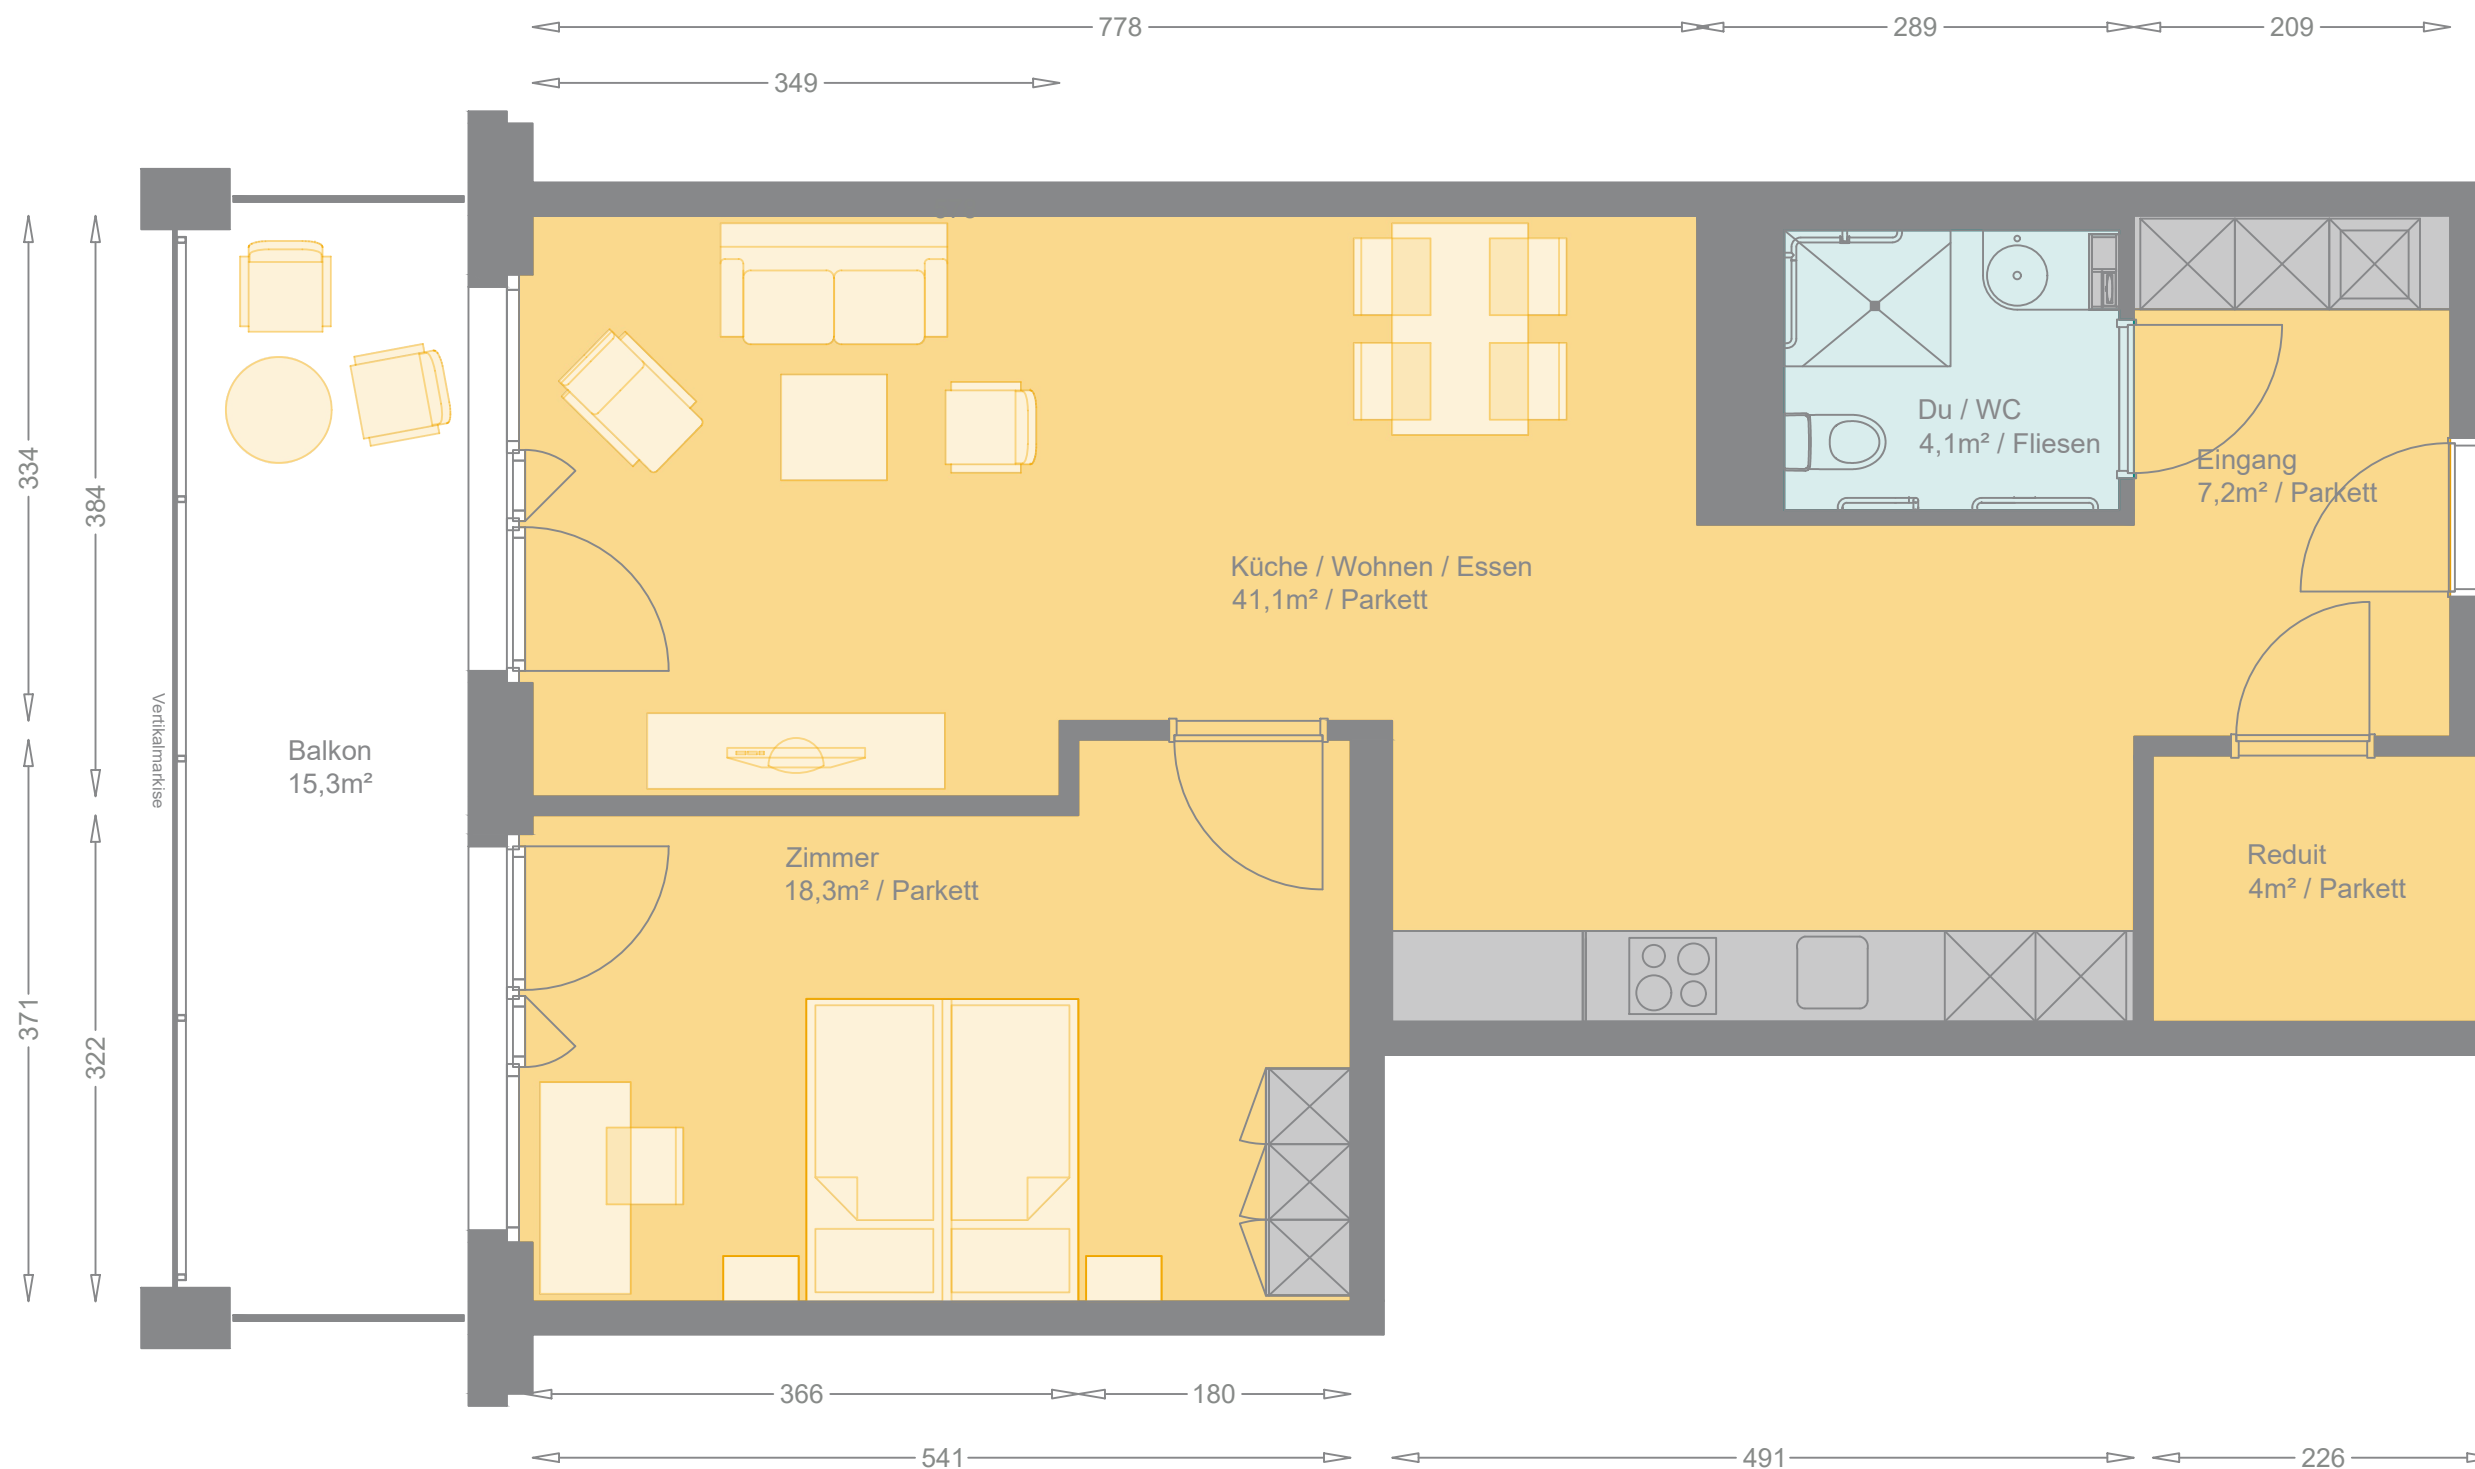 778
289
209
349
334
384
Du / WC
4,1m² / Fliesen
Eingang
7,2m² / Parkett
Küche / Wohnen / Essen
41,1m² / Parkett
Vertikalmarkise
Balkon
15,3m²
Zimmer
18,3m² / Parkett
Reduit
4m² / Parkett
371
322
366
180
541
491
226